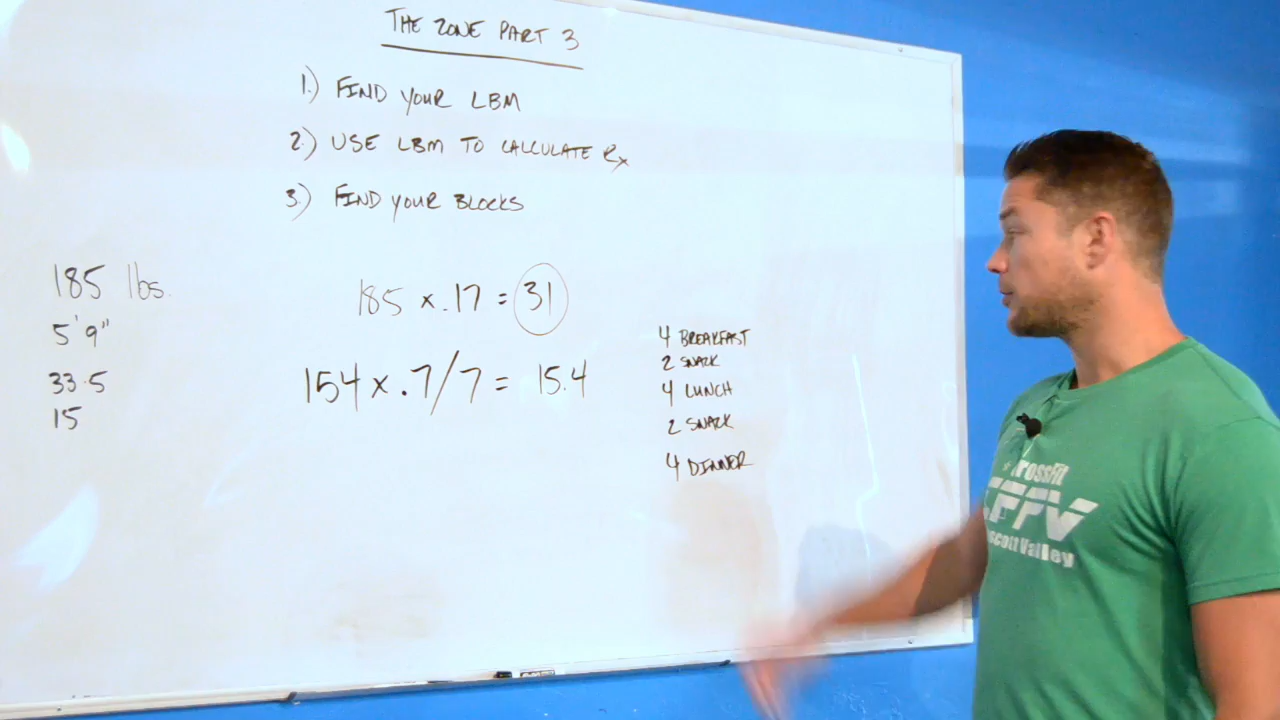 THE ZONE PART 3
1.) FIND YOUR LBM
2.) USE LBM TO CALCULATE Rx
3.) FIND YOUR BLOCKS
185 lbs.
5'9"
33.5
15
185 x .17 = 31
154 x .7/7 = 15.4
4 BREAKFAST
2 SNACK
4 LUNCH
2 SNACK
4 DINNER
CrossFit
Valley